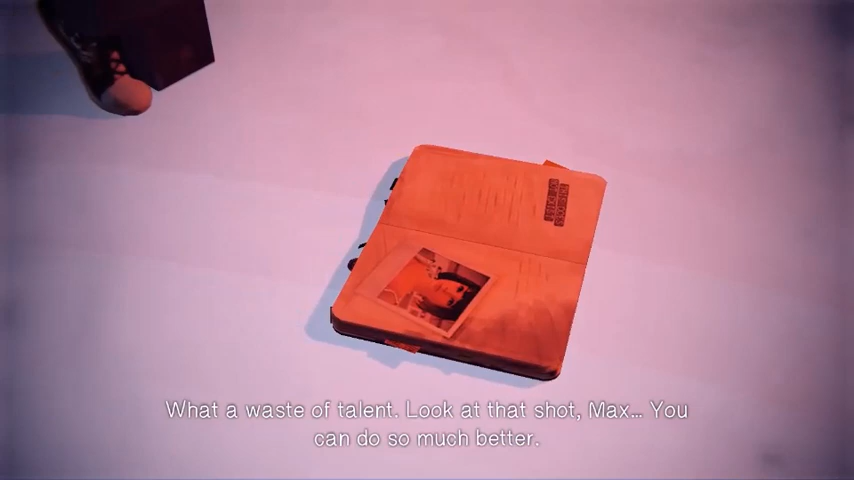 What a waste of talent. Look at that shot, Max... You
can do so much better.